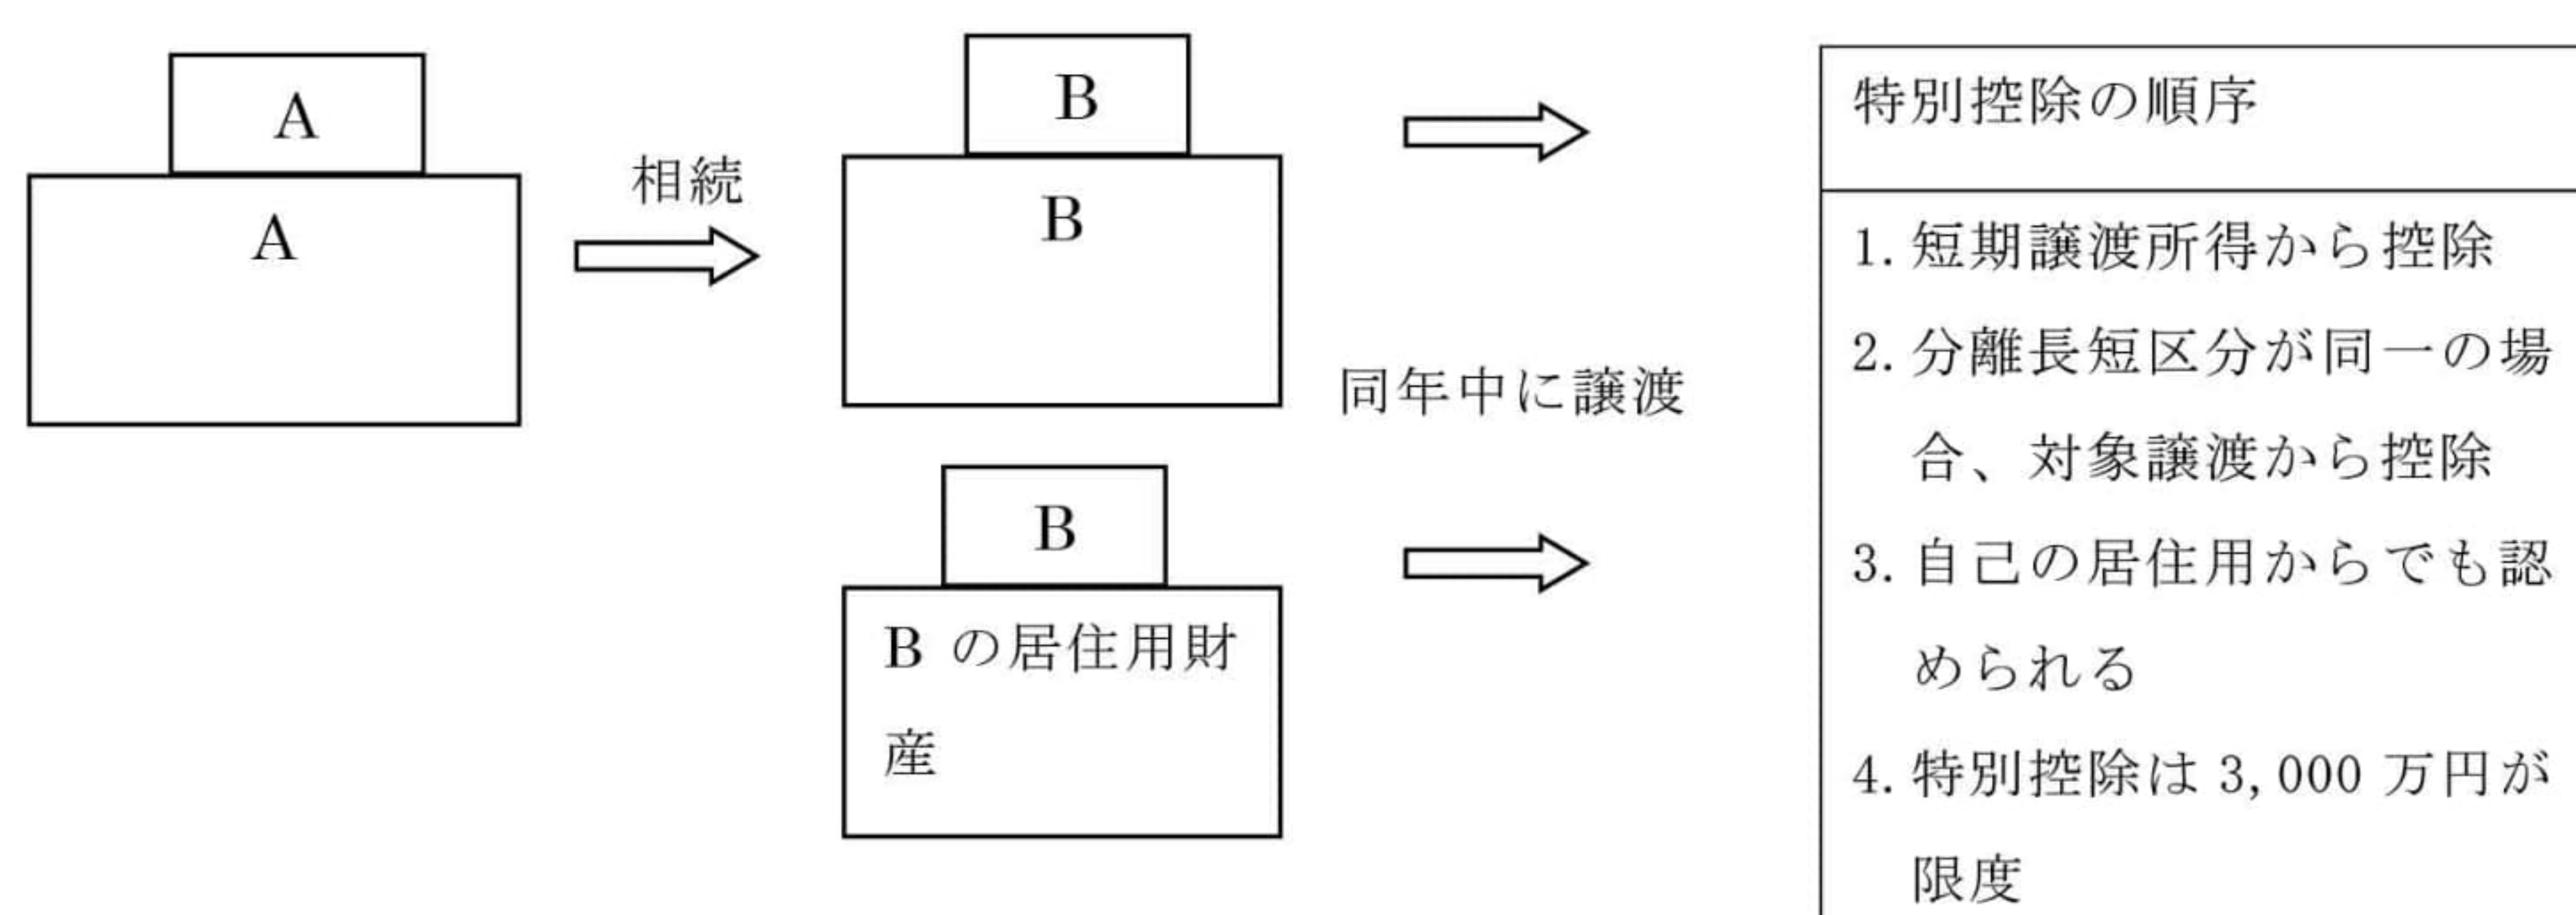 A
A
相続
B
B
同年中に譲渡
B
B の居住用財
産
特別控除の順序
1. 短期譲渡所得から控除
2. 分離長短区分が同一の場
合、対象譲渡から控除
3. 自己の居住用からでも認
められる
4. 特別控除は 3,000 万円が
限度